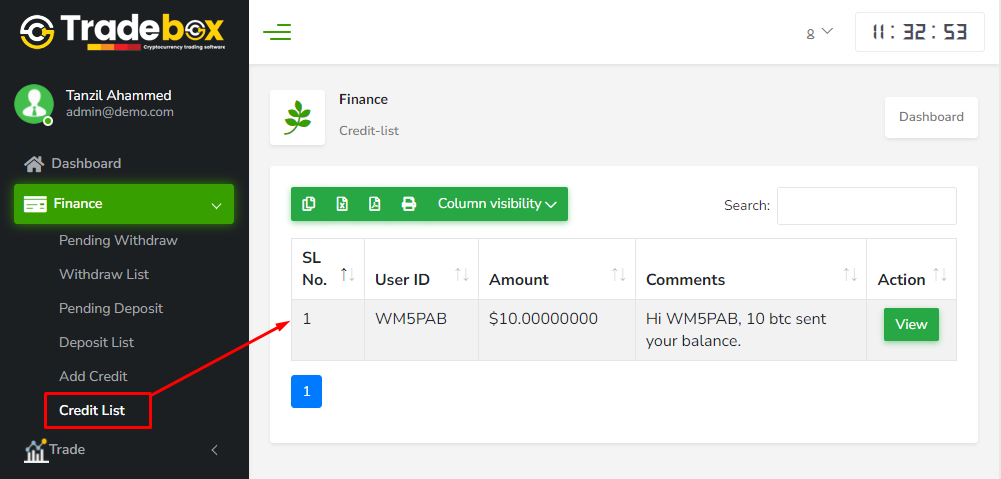 Tradebox
Cryptocurrency trading software
11:32:53
Tanzil Ahammed
admin@demo.com
Finance
Credit-list
Dashboard
Dashboard
Finance
Pending Withdraw
Withdraw List
Pending Deposit
Deposit List
Add Credit
Credit List
Trade
Column visibility
Search:
SL No.
User ID
Amount
Comments
Action
1
WM5PAB
$10.00000000
Hi WM5PAB, 10 btc sent
your balance.
View
1